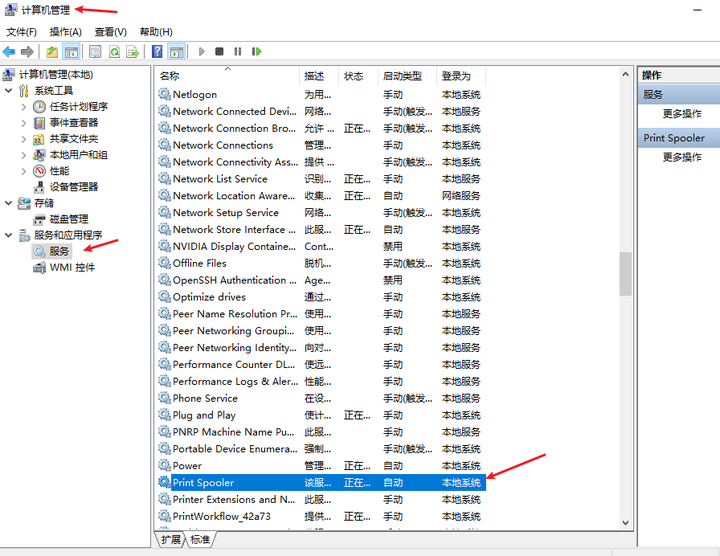 计算机管理
文件(F) 操作(A) 查看(V) 帮助(H)
计算机管理(本地)
系统工具
任务计划程序
事件查看器
共享文件夹
本地用户和组
性能
设备管理器
存储
磁盘管理
服务和应用程序
服务
WMI 控件
名称 描述 状态 启动类型 登录为
Netlogon 为用... 手动 本地系统
Network Connected Devi... 网络... 手动(触发... 本地服务
Network Connection Bro... 允许 ... 正在... 手动(触发... 本地系统
Network Connections 管理... 手动 本地系统
Network Connectivity Ass... 提供 ... 手动(触发... 本地系统
Network List Service 识别... 正在... 手动 本地服务
Network Location Aware... 收集... 正在... 自动 网络服务
Network Setup Service 网络... 手动(触发... 本地系统
Network Store Interface ... 此服... 正在... 自动 本地服务
NVIDIA Display Containe... Cont... 禁用 本地系统
Offline Files 脱机... 手动(触发... 本地系统
OpenSSH Authentication ... Age... 禁用 本地系统
Optimize drives 通过... 手动 本地系统
Peer Name Resolution Pr... 使用... 手动 本地服务
Peer Networking Groupi... 使用... 手动 本地服务
Peer Networking Identity... 向对... 手动 本地服务
Performance Counter DL... 使远... 手动 本地服务
Performance Logs & Aler... 性能... 手动 本地服务
Phone Service 在设... 手动(触发... 本地服务
Plug and Play 使计... 正在... 手动 本地系统
PNRP Machine Name Pu... 此服... 手动 本地服务
Portable Device Enumera... 强制... 手动(触发... 本地系统
Power 管理... 正在... 自动 本地系统
Print Spooler 该服... 正在... 自动 本地系统
Printer Extensions and N... 此服... 手动 本地系统
PrintWorkflow_42a73 提供... 正在... 手动 本地系统
扩展 标准
操作
服务
更多操作
Print Spooler
更多操作